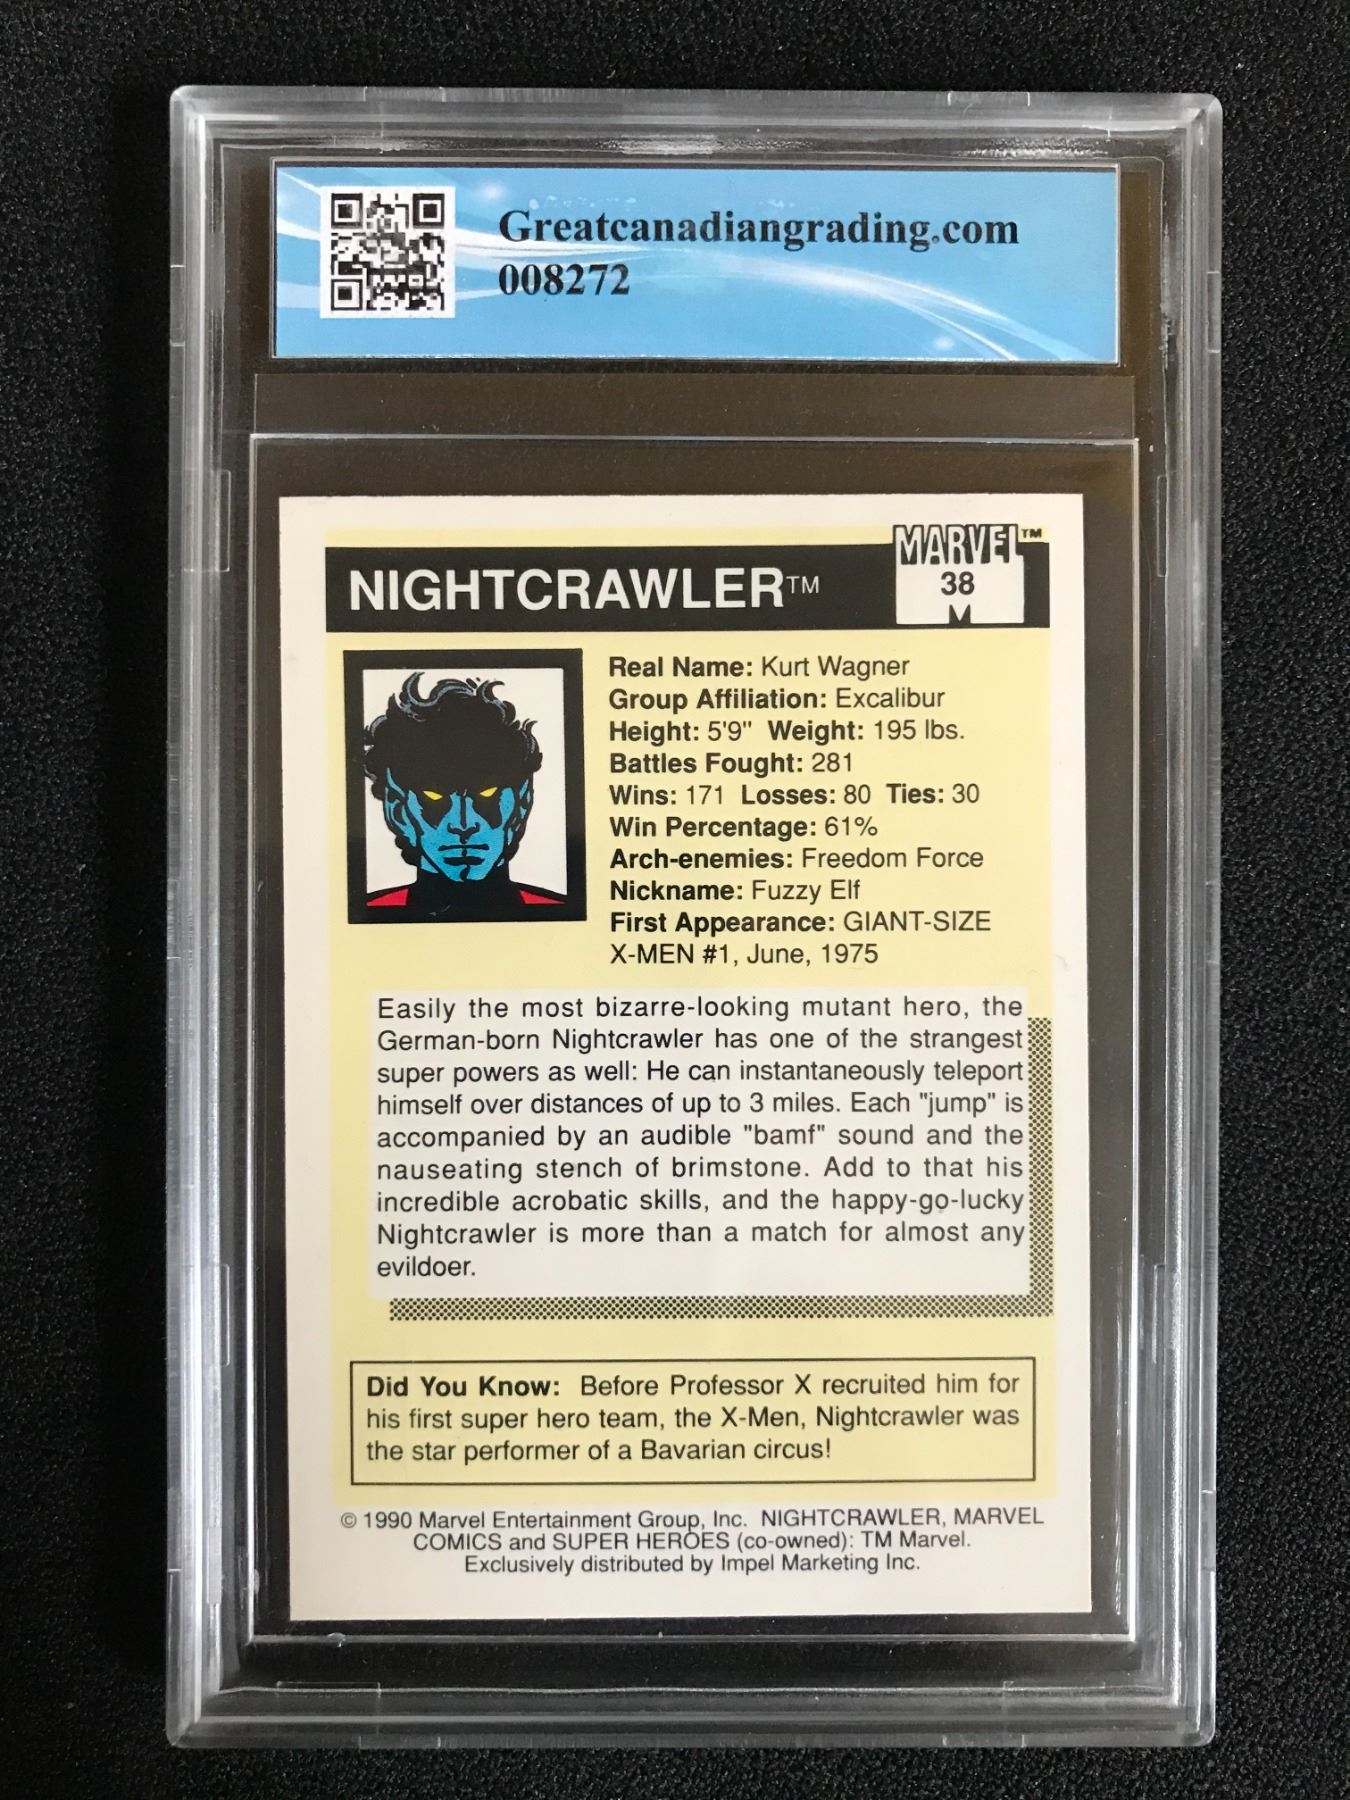 Greatcanadiangrading.com
008272
MARVEL™
38
NIGHTCRAWLER™
Real Name: Kurt Wagner
Group Affiliation: Excalibur
Height: 5'9" Weight: 195 lbs.
Battles Fought: 281
Wins: 171 Losses: 80 Ties: 30
Win Percentage: 61%
Arch-enemies: Freedom Force
Nickname: Fuzzy Elf
First Appearance: GIANT-SIZE
X-MEN #1, June, 1975
Easily the most bizarre-looking mutant hero, the
German-born Nightcrawler has one of the strangest
super powers as well: He can instantaneously teleport
himself over distances of up to 3 miles. Each "jump" is
accompanied by an audible "bamf" sound and the
nauseating stench of brimstone. Add to that his
incredible acrobatic skills, and the happy-go-lucky
Nightcrawler is more than a match for almost any
evildoer.
Did You Know: Before Professor X recruited him for
his first super hero team, the X-Men, Nightcrawler was
the star performer of a Bavarian circus!
© 1990 Marvel Entertainment Group, Inc. NIGHTCRAWLER, MARVEL
COMICS and SUPER HEROES (co-owned): TM Marvel.
Exclusively distributed by Impel Marketing Inc.